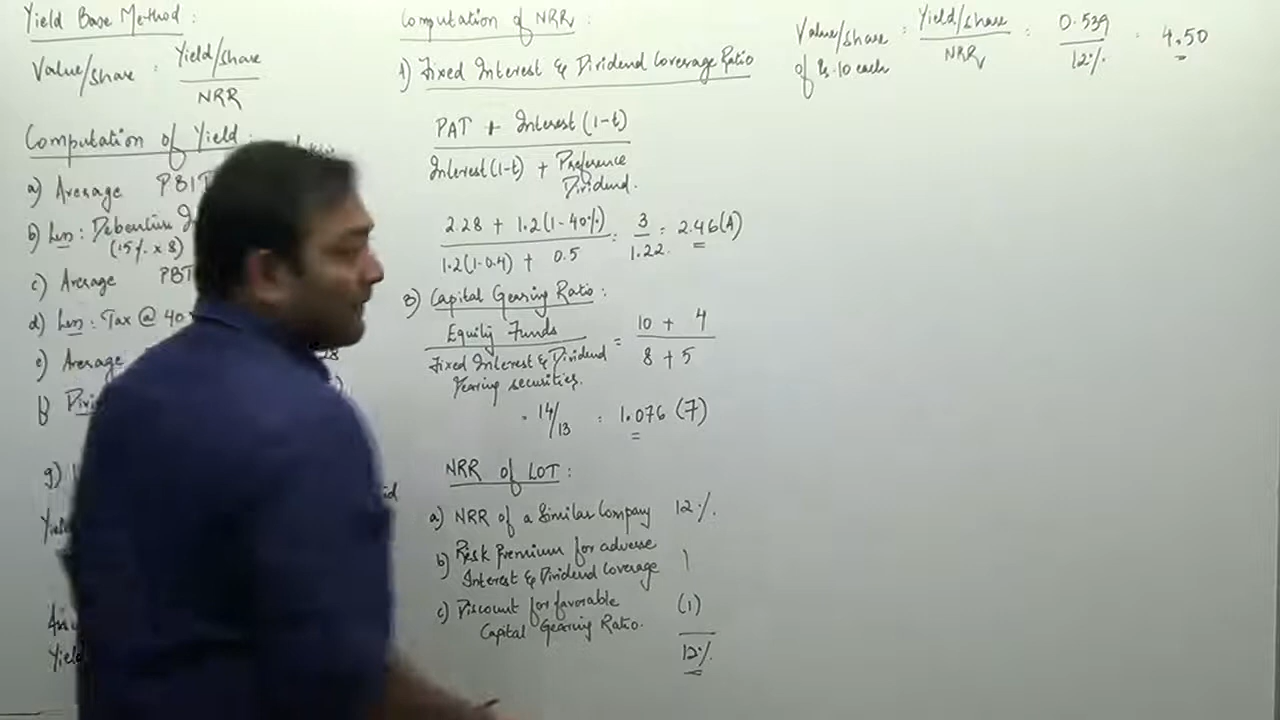 Yield Base Method :
Value/share = Yield/share
NRR
Computation of Yield :
a) Average PBIT
b) Less : Debenture
(15% x 8)
c) Average PBT
d) Less : Tax @ 40
e) Average
f)
g)
Yield
Yield
Computation of NRR :
1) Fixed Interest & Dividend Coverage Ratio
PAT + Interest (1-t)
Interest (1-t) + Preference
Dividend.
2.28 + 1.2(1-40%) = 3 = 2.46(A)
1.2(1-0.4) + 0.5 1.22
B) Capital Gearing Ratio :
Equity Funds = 10 + 4
Fixed Interest & Dividend 8 + 5
Yearing securities.
= 14/13 = 1.076 (7)
NRR of LOT :
a) NRR of a Similar Company 12%
b) Risk Premium for adverse
Interest & Dividend Coverage 1
c) Discount for favorable (1)
Capital Gearing Ratio.
12%
Value/share = Yield/share = 0.539 = 4.50
of Rs.10 each NRR 12%